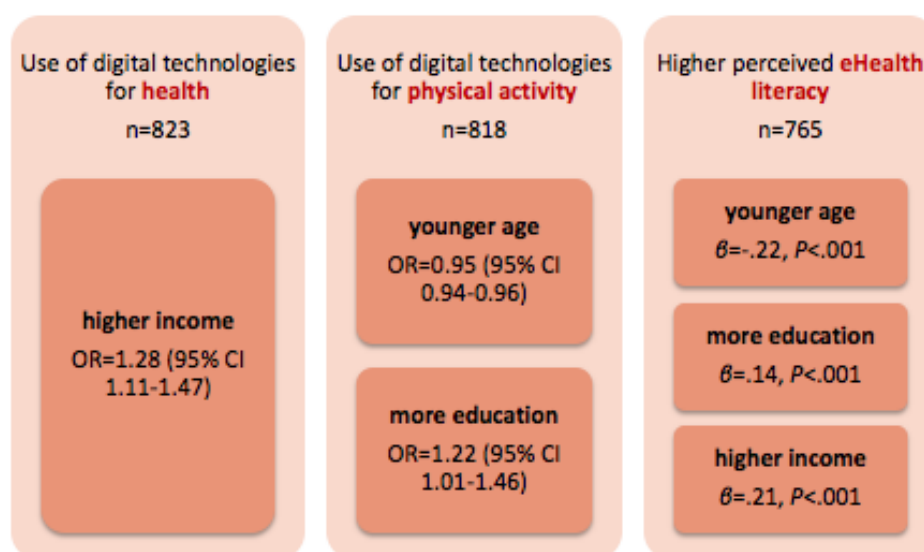 Use of digital technologies
for health
n=823
higher income
OR=1.28 (95% CI
1.11-1.47)
Use of digital technologies
for physical activity
n=818
younger age
OR=0.95 (95% CI
0.94-0.96)
more education
OR=1.22 (95% CI
1.01-1.46)
Higher perceived eHealth
literacy
n=765
younger age
β=-.22, P<.001
more education
β=.14, P<.001
higher income
β=.21, P<.001